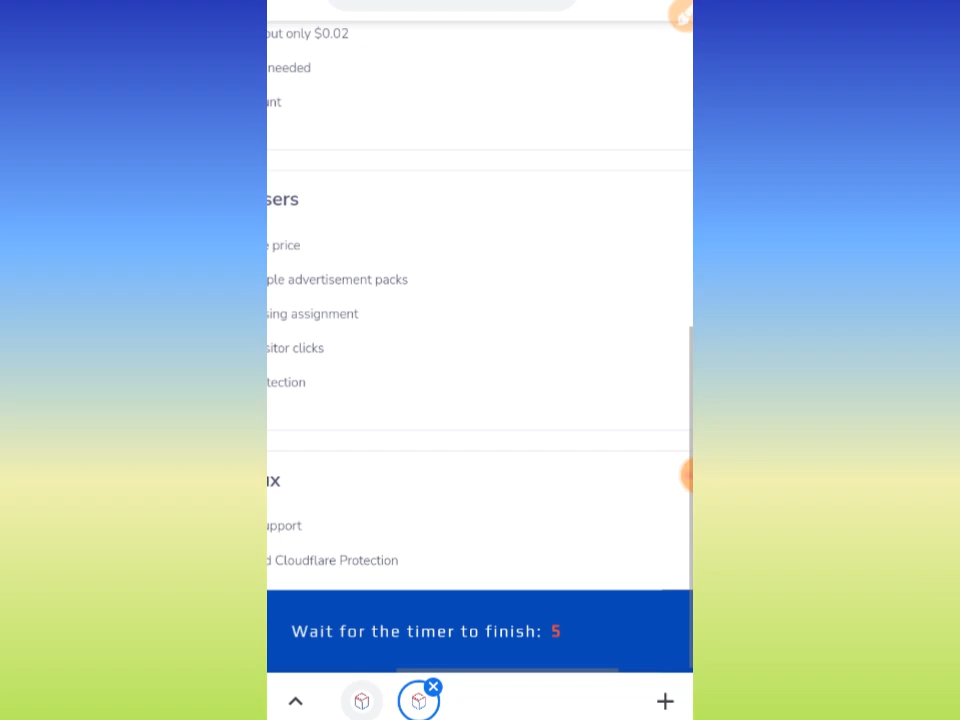 out only $0.02
needed
unt
sers
e price
ple advertisement packs
sing assignment
sitor clicks
tection
ux
upport
d Cloudflare Protection
Wait for the timer to finish: 5